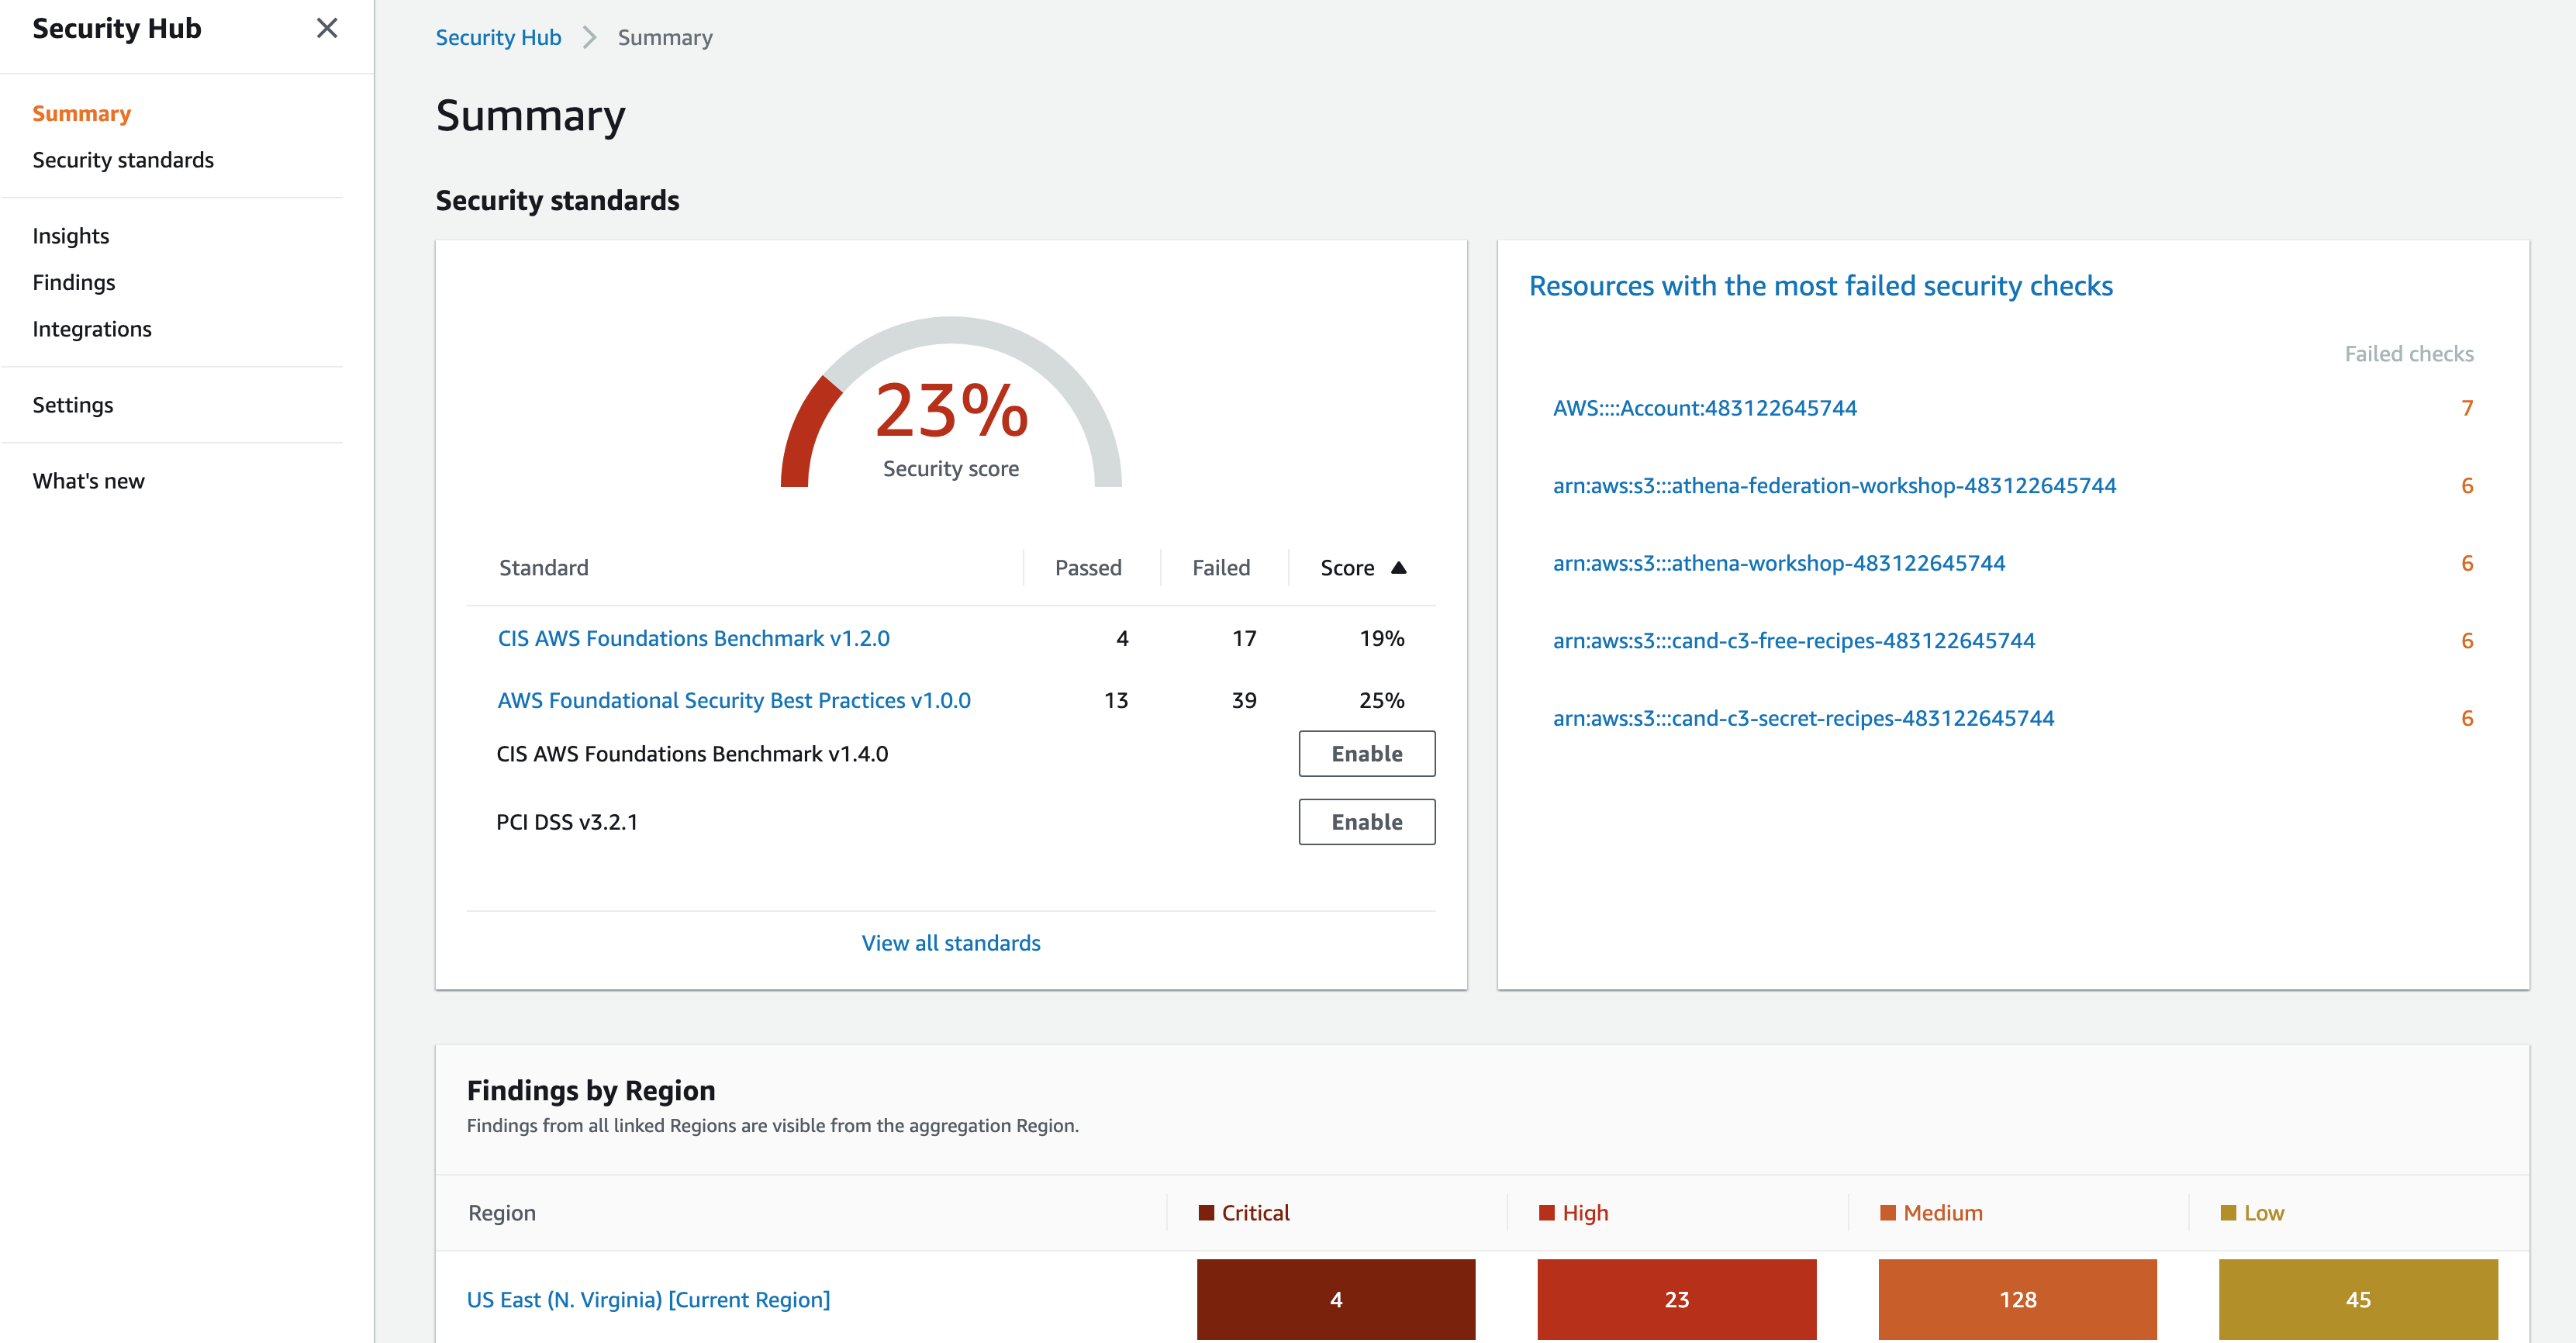 Security Hub
Summary
Security standards
Insights
Findings
Integrations
Settings
What's new
Security Hub Summary
Summary
Security standards
23%
Security score
Standard Passed Failed Score
CIS AWS Foundations Benchmark v1.2.0 4 17 19%
AWS Foundational Security Best Practices v1.0.0 13 39 25%
CIS AWS Foundations Benchmark v1.4.0 Enable
PCI DSS v3.2.1 Enable
View all standards
Resources with the most failed security checks
Failed checks
AWS::::Account:483122645744 7
arn:aws:s3:::athena-federation-workshop-483122645744 6
arn:aws:s3:::athena-workshop-483122645744 6
arn:aws:s3:::cand-c3-free-recipes-483122645744 6
arn:aws:s3:::cand-c3-secret-recipes-483122645744 6
Findings by Region
Findings from all linked Regions are visible from the aggregation Region.
Region Critical High Medium Low
US East (N. Virginia) [Current Region] 4 23 128 45